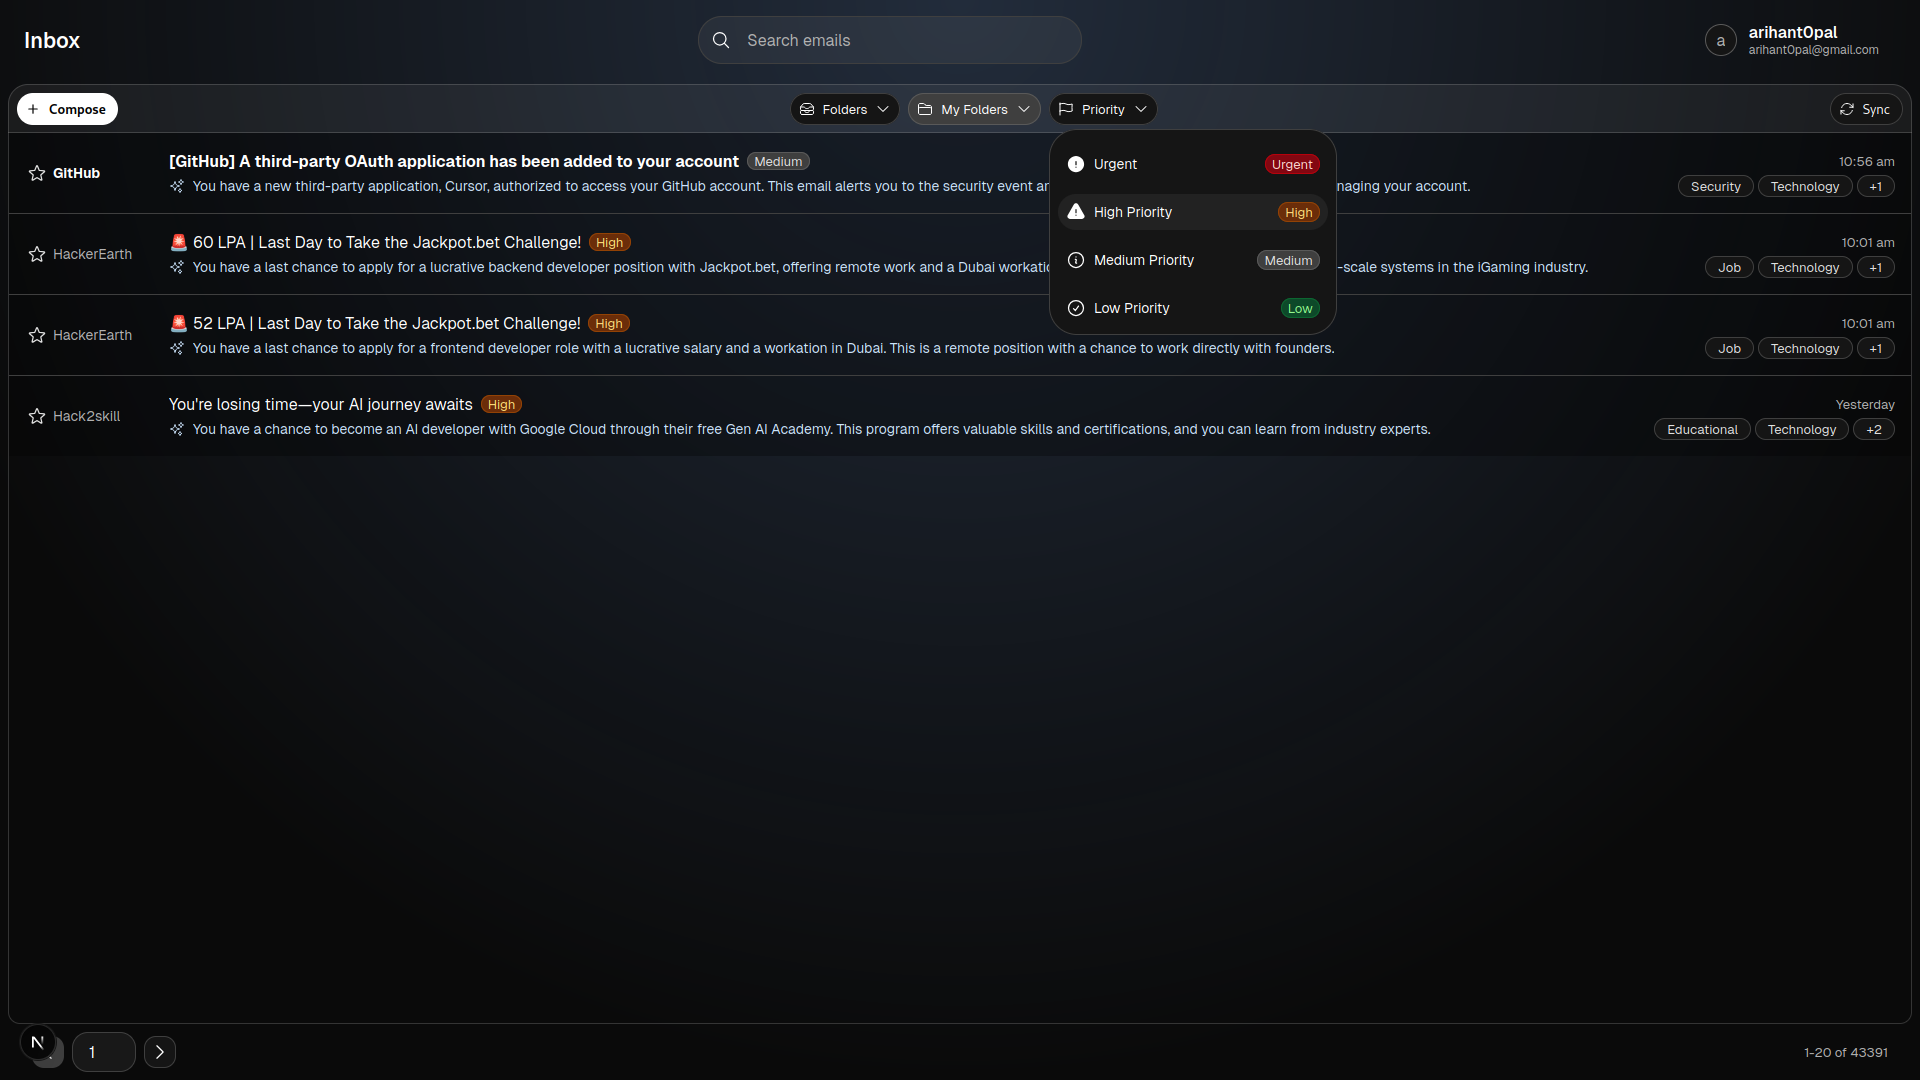 Inbox
Search emails
a
arihant0pal
arihant0pal@gmail.com
Compose
Folders
My Folders
Priority
Sync
Urgent Urgent
High Priority High
Medium Priority Medium
Low Priority Low
GitHub
[GitHub] A third-party OAuth application has been added to your account Medium
You have a new third-party application, Cursor, authorized to access your GitHub account. This email alerts you to the security event
your account.
10:56 am
Security Technology +1
HackerEarth
🚨 60 LPA | Last Day to Take the Jackpot.bet Challenge! High
You have a last chance to apply for a lucrative backend developer position with Jackpot.bet, offering remote work and a Dubai
-scale systems in the iGaming industry.
10:01 am
Job Technology +1
HackerEarth
🚨 52 LPA | Last Day to Take the Jackpot.bet Challenge! High
You have a last chance to apply for a frontend developer role with a lucrative salary and a workation in Dubai. This is a remote position with a chance to work directly with founders.
10:01 am
Job Technology +1
Hack2skill
You're losing time—your AI journey awaits High
You have a chance to become an AI developer with Google Cloud through their free Gen AI Academy. This program offers valuable skills and certifications, and you can learn from industry experts.
Yesterday
Educational Technology +2
N
1
1-20 of 43391